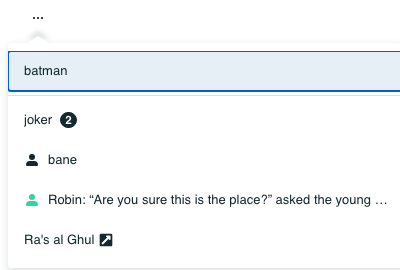 ...
batman
joker 2
bane
Robin: “Are you sure this is the place?” asked the young ...
Ra's al Ghul